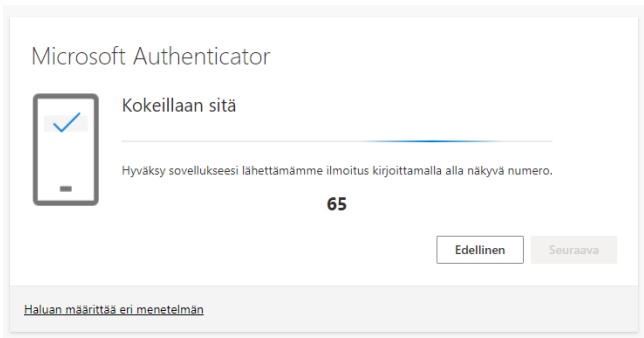 Microsoft Authenticator
Kokeillaan sitä
Hyväksy sovellukseesi lähettämämme ilmoitus kirjoittamalla alla näkyvä numero.
65
Edellinen
Seuraava
Haluan määrittää eri menetelmän